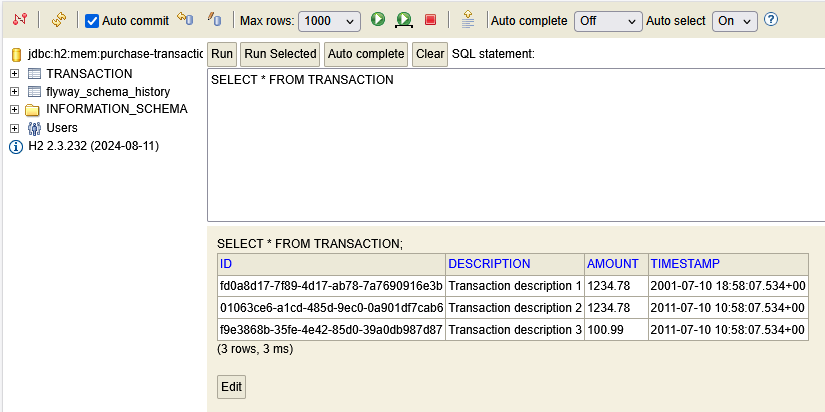 Auto commit Max rows: 1000 Auto complete Off Auto select On
jdbc:h2:mem:purchase-transactic
TRANSACTION
flyway_schema_history
INFORMATION_SCHEMA
Users
H2 2.3.232 (2024-08-11)
Run Run Selected Auto complete Clear SQL statement:
SELECT * FROM TRANSACTION
SELECT * FROM TRANSACTION;
ID DESCRIPTION AMOUNT TIMESTAMP
fd0a8d17-7f89-4d17-ab78-7a7690916e3b Transaction description 1 1234.78 2001-07-10 18:58:07.534+00
01063ce6-a1cd-485d-9ec0-0a901df7cab6 Transaction description 2 1234.78 2011-07-10 10:58:07.534+00
f9e3868b-35fe-4e42-85d0-39a0db987d87 Transaction description 3 100.99 2011-07-10 10:58:07.534+00
(3 rows, 3 ms)
Edit